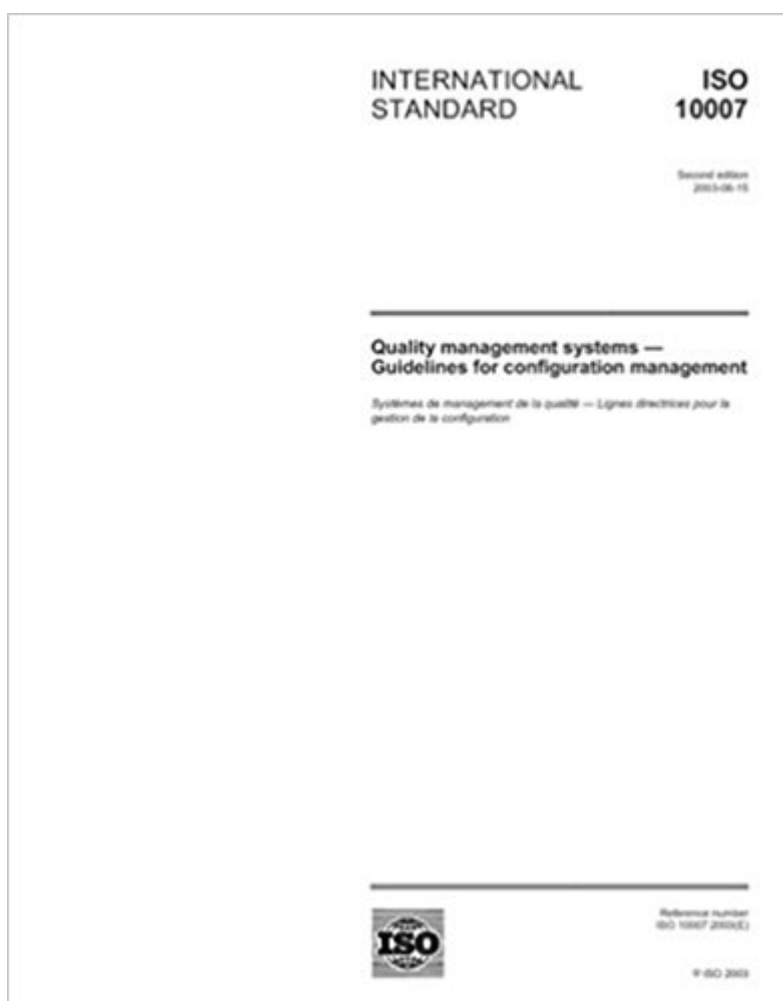 INTERNATIONAL
STANDARD
ISO
10007
Second edition
2003-06-15
Quality management systems —
Guidelines for configuration management
Systèmes de management de la qualité — Lignes directrices pour la
gestion de la configuration
ISO
Reference number
ISO 10007:2003(E)
© ISO 2003